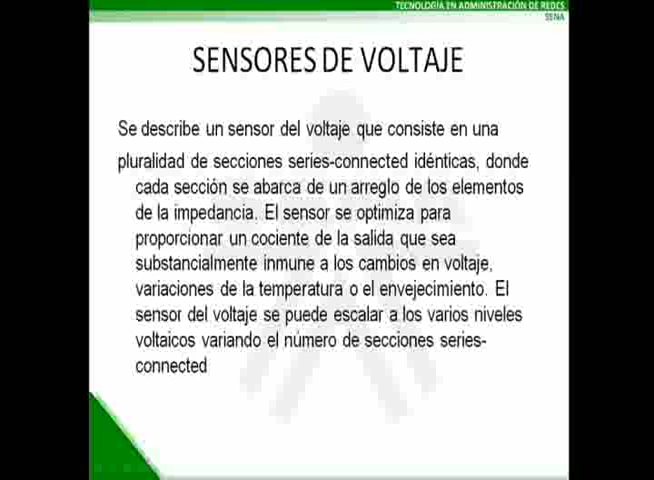 TECNOLOGÍA EN ADMINISTRACIÓN DE REDES
SENA
SENSORES DE VOLTAJE
Se describe un sensor del voltaje que consiste en una
pluralidad de secciones series-connected idénticas, donde
cada sección se abarca de un arreglo de los elementos
de la impedancia. El sensor se optimiza para
proporcionar un cociente de la salida que sea
substancialmente inmune a los cambios en voltaje,
variaciones de la temperatura o el envejecimiento. El
sensor del voltaje se puede escalar a los varios niveles
voltaicos variando el número de secciones series-
connected